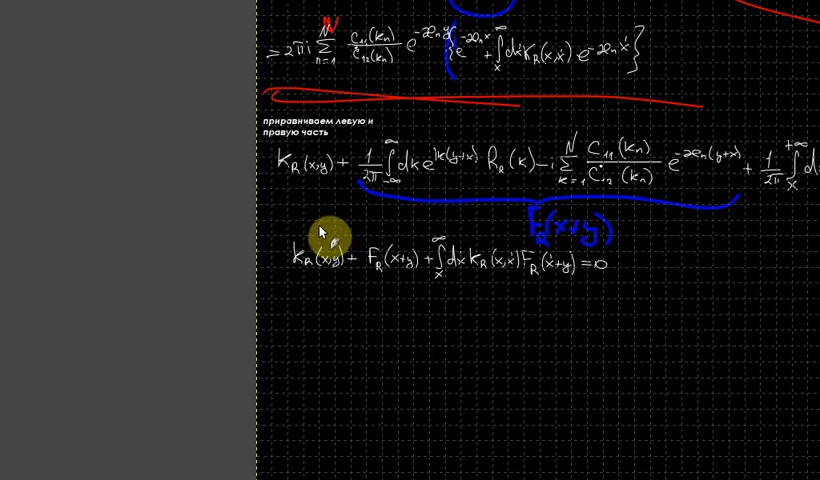 N
= 2πi Σ_{n=1}^{N} C₁₁(kₙ)/Ċ₁₂(kₙ) e^{-æₙy} { e^{-æₙx} + ∫_x^∞ dx' K_R(x,x') · e^{-æₙx'} }
приравниваем левую и
правую часть
K_R(x,y) + 1/2π ∫_{-∞}^{∞} dk e^{ik(y+x)} · R_R(k) - i Σ_{k=1}^{N} C₁₁(kₙ)/Ċ₁₂(kₙ) e^{-æₙ(y+x)} + 1/2π ∫_x^{+∞} d
F_R(x+y)
K_R(x,y) + F_R(x+y) + ∫_x^∞ dx' K_R(x,x') F_R(x'+y) = 0